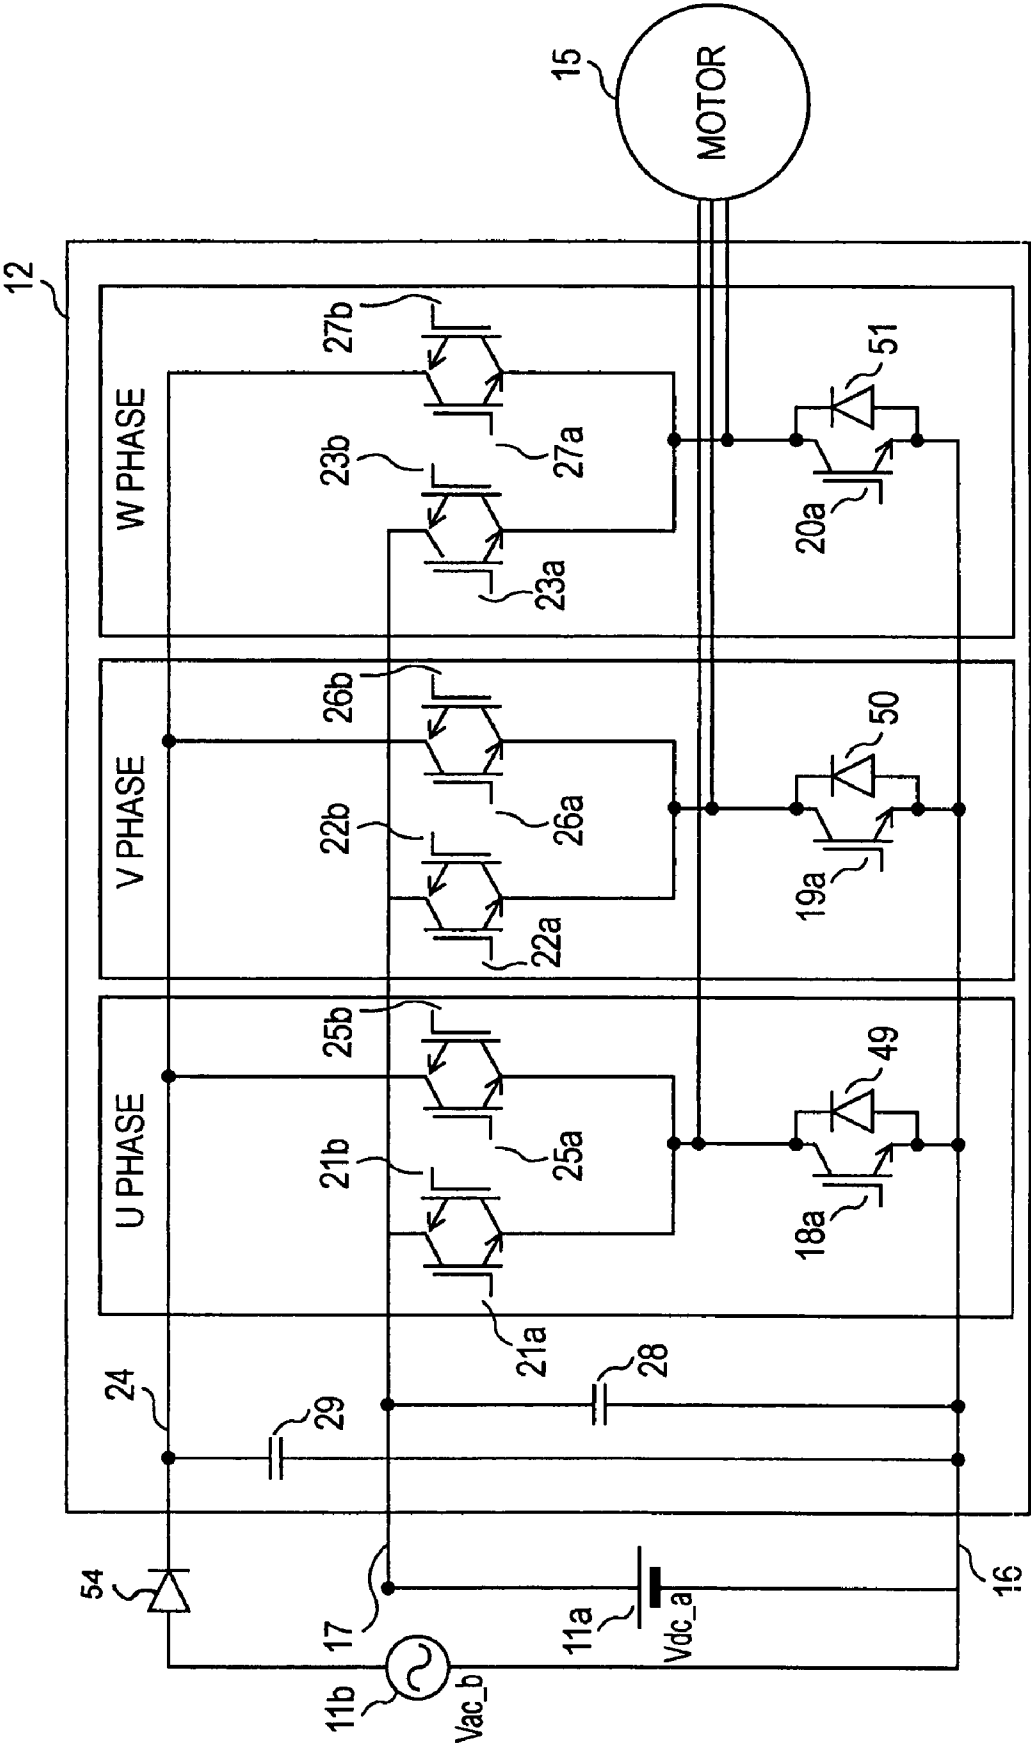 12
U PHASE
V PHASE
W PHASE
54
24
29
17
28
11b
Vac_b
11a
Vdc_a
16
21a
21b
25a
25b
22a
22b
26a
26b
23a
23b
27a
27b
18a
49
19a
50
20a
51
15
MOTOR